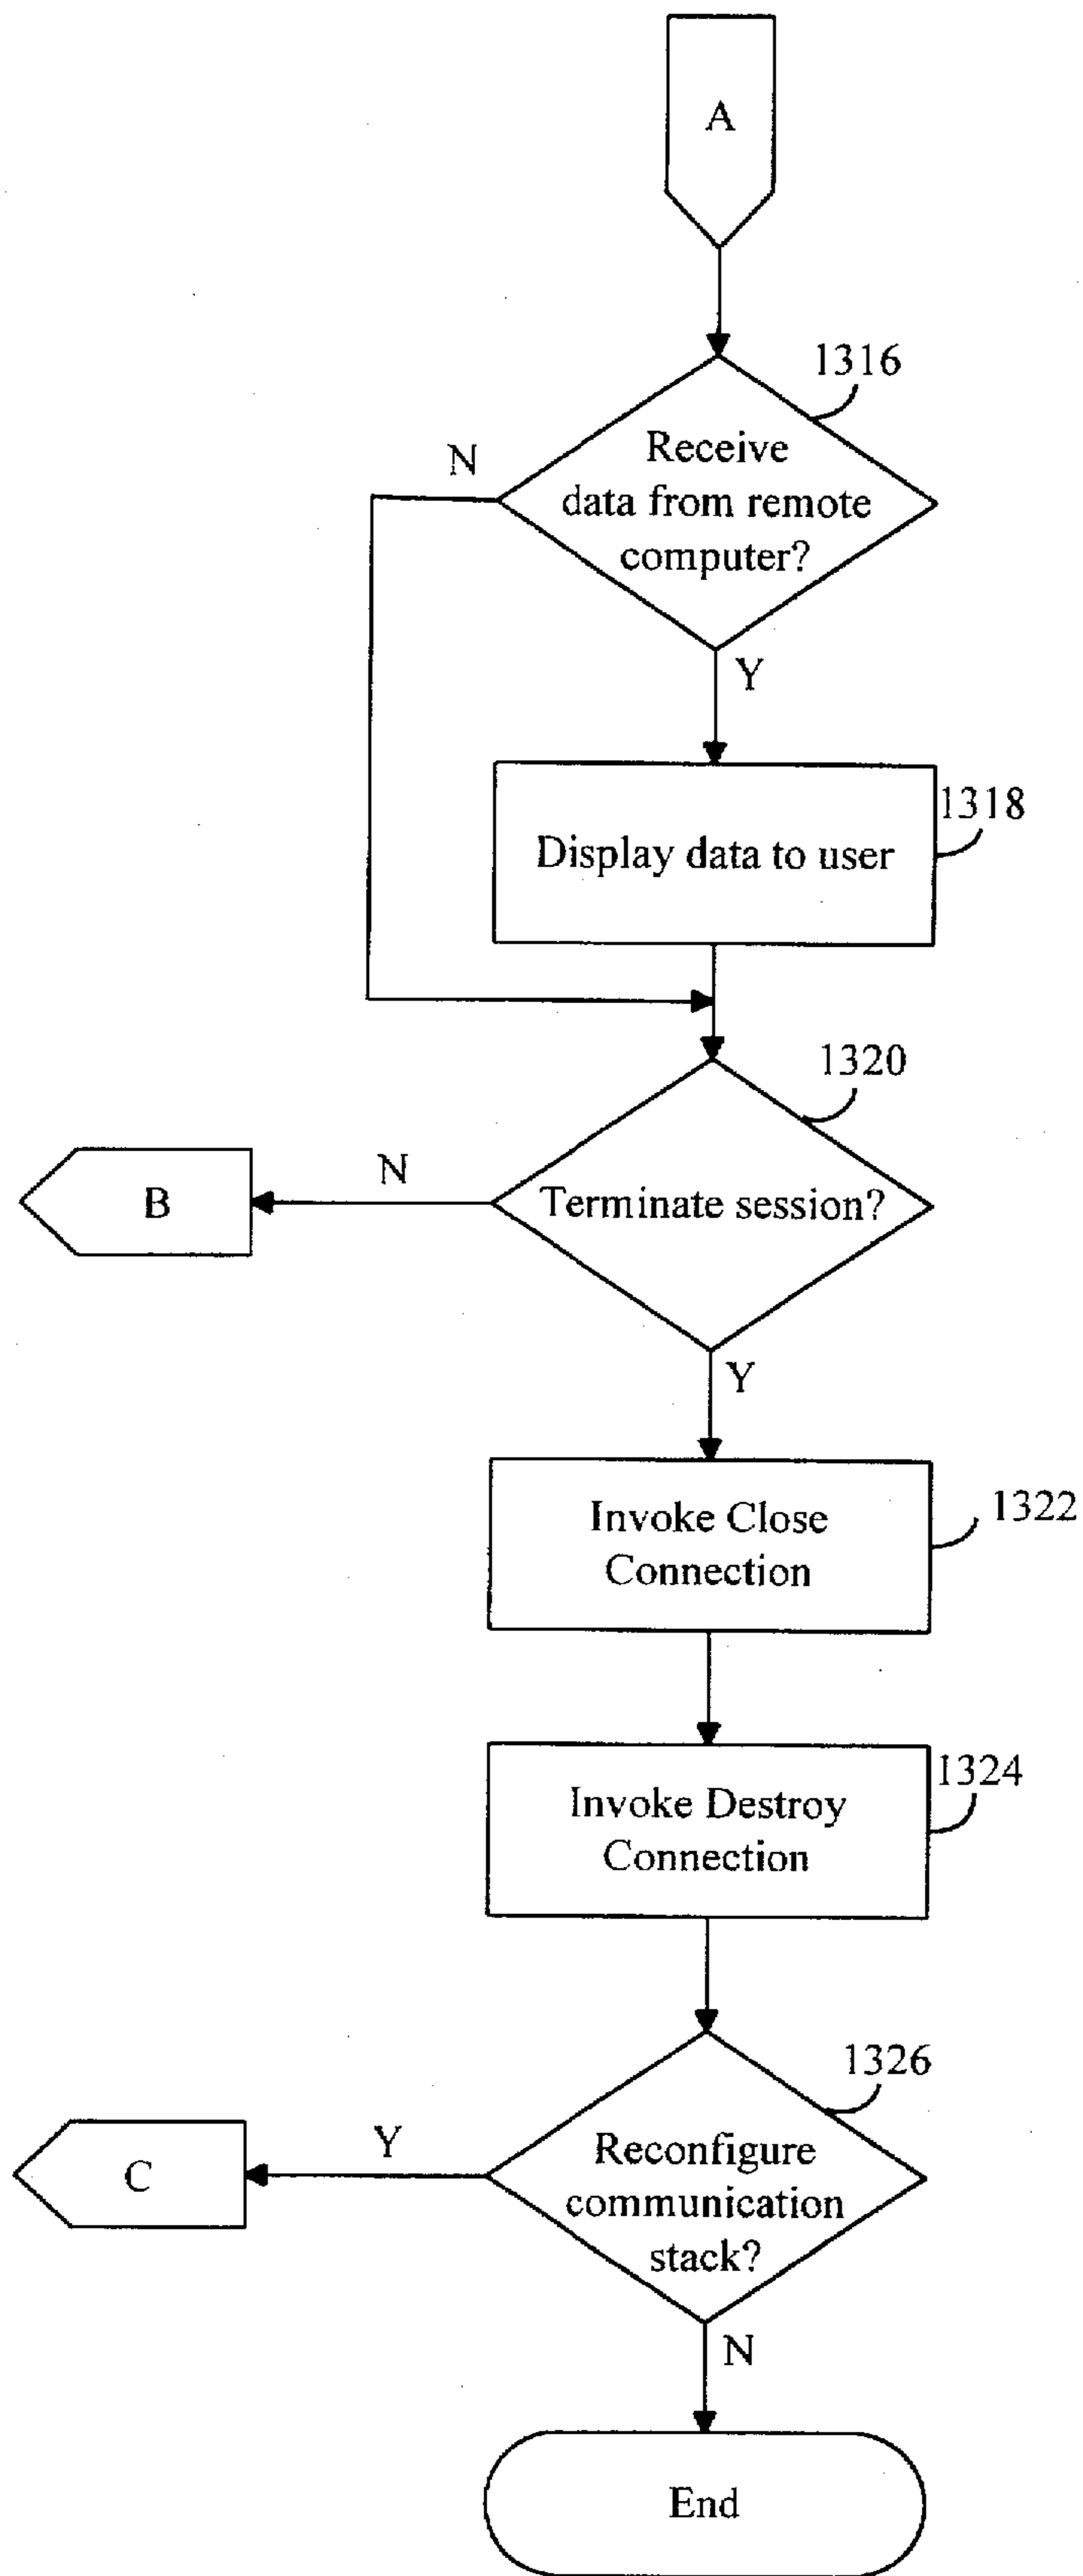 A
1316
N
Receive
data from remote
computer?
Y
1318
Display data to user
1320
B
N
Terminate session?
Y
1322
Invoke Close
Connection
1324
Invoke Destroy
Connection
1326
C
Y
Reconfigure
communication
stack?
N
End